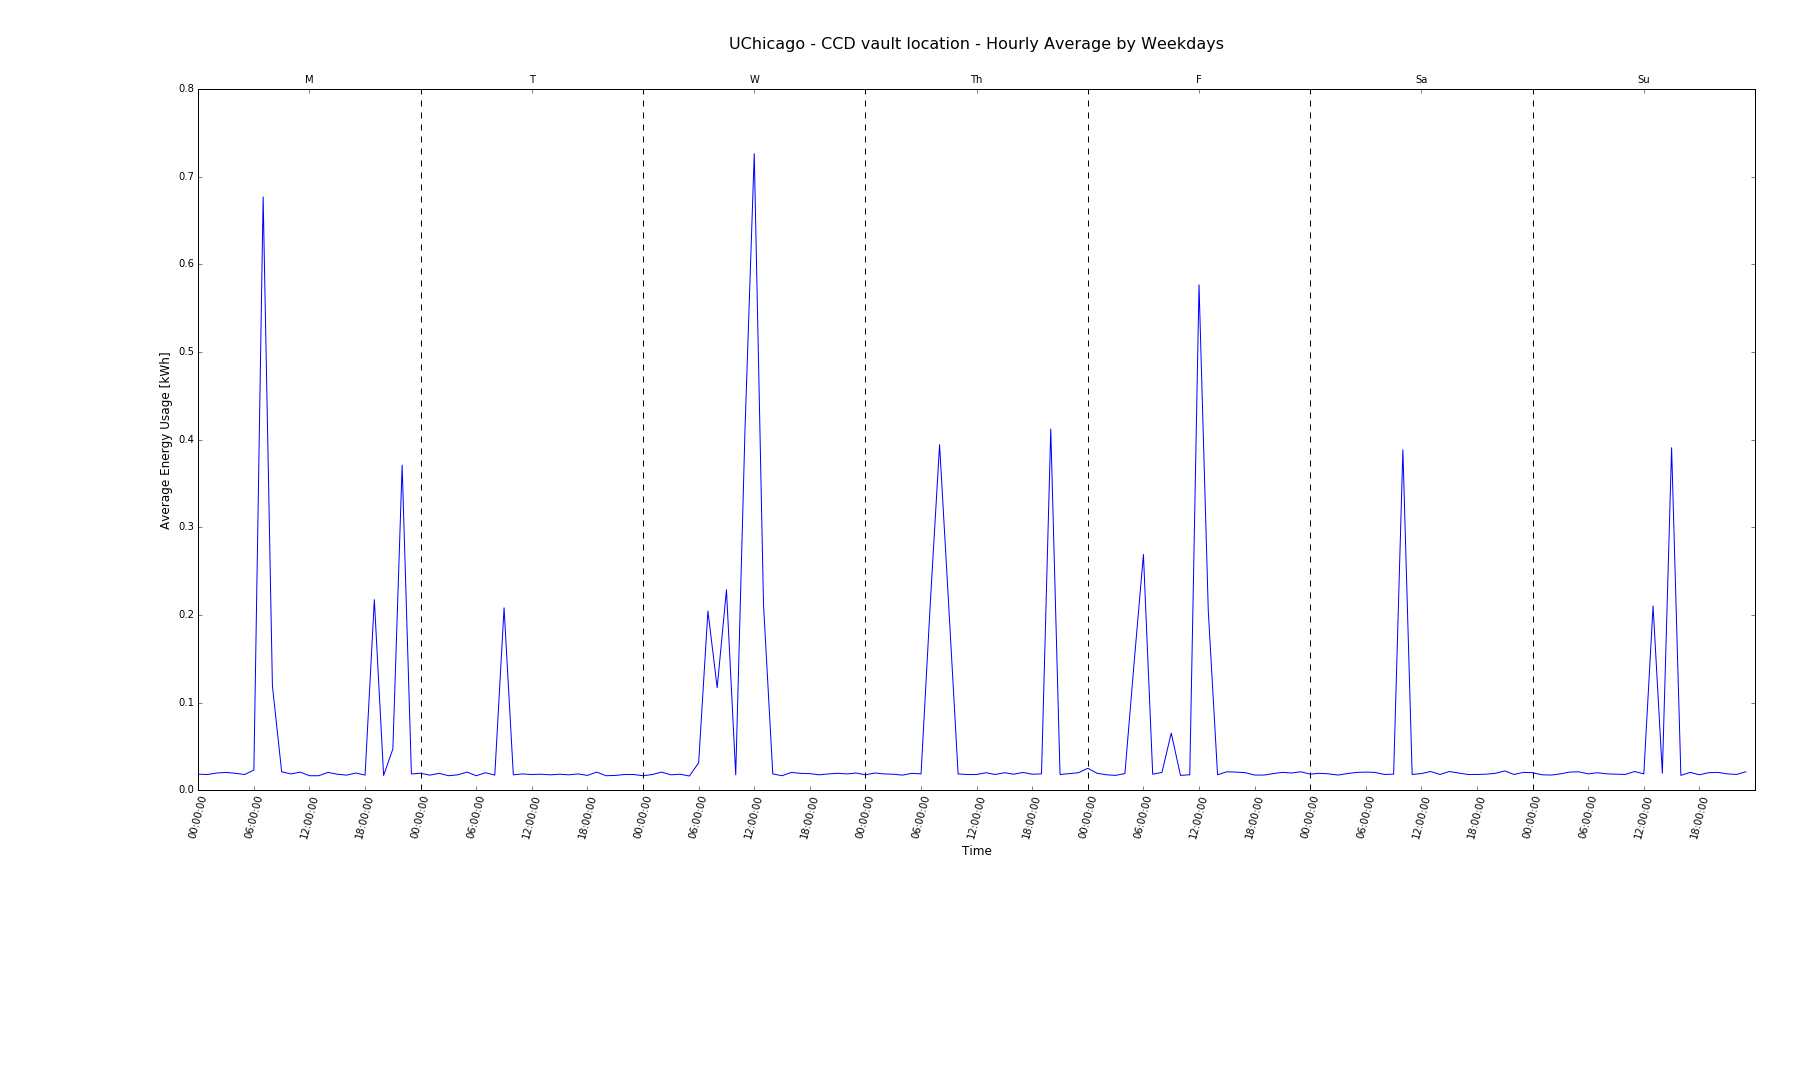 UChicago - CCD vault location - Hourly Average by Weekdays
M T W Th F Sa Su
0.8
0.7
0.6
0.5
0.4
0.3
0.2
0.1
0.0
Average Energy Usage [kWh]
00:00:00 06:00:00 12:00:00 18:00:00 00:00:00 06:00:00 12:00:00 18:00:00 00:00:00 06:00:00 12:00:00 18:00:00 00:00:00 06:00:00 12:00:00 18:00:00 00:00:00 06:00:00 12:00:00 18:00:00 00:00:00 06:00:00 12:00:00 18:00:00 00:00:00 06:00:00 12:00:00 18:00:00
Time